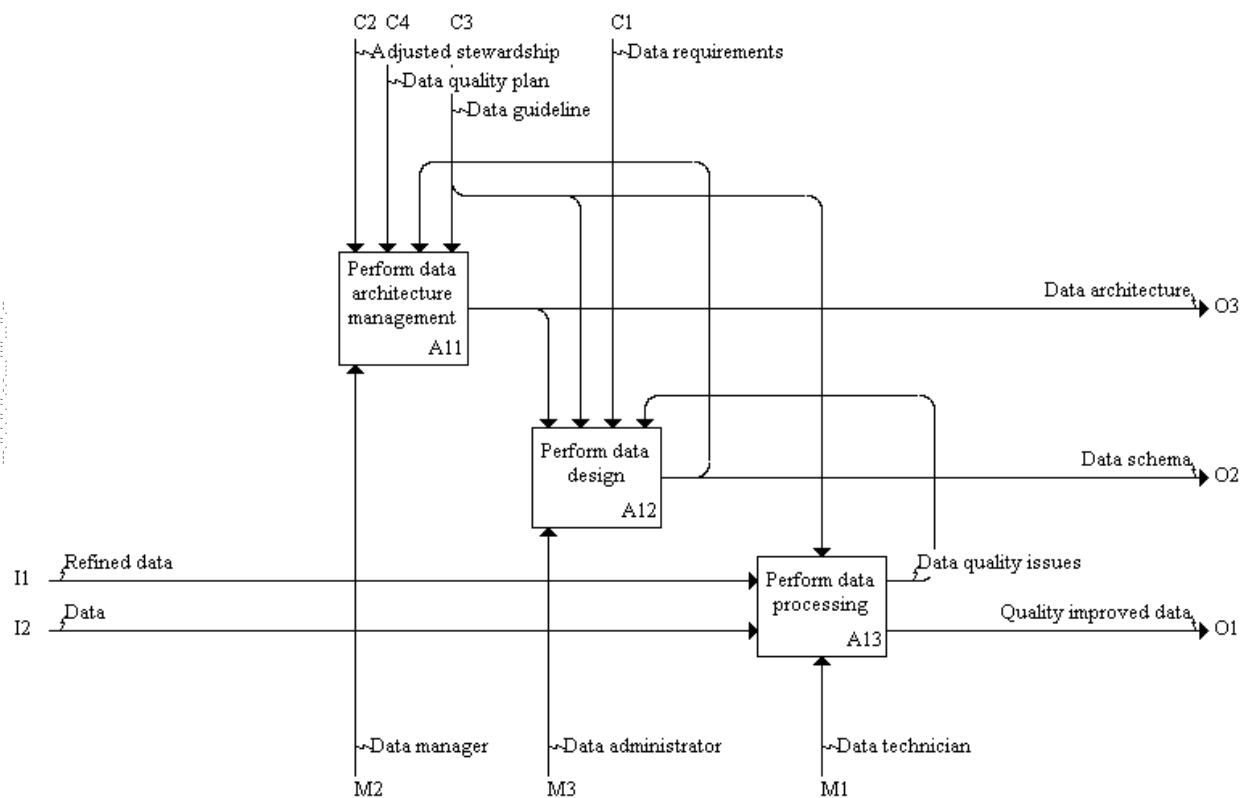 C2 C4 C3 C1
Adjusted stewardship
Data requirements
Data quality plan
Data guideline
Perform data
architecture
management
A11
Data architecture
O3
Perform data
design
A12
Data schema
O2
I1
Refined data
Perform data
processing
A13
Data quality issues
I2
Data
Quality improved data
O1
Data manager
Data administrator
Data technician
M2 M3 M1